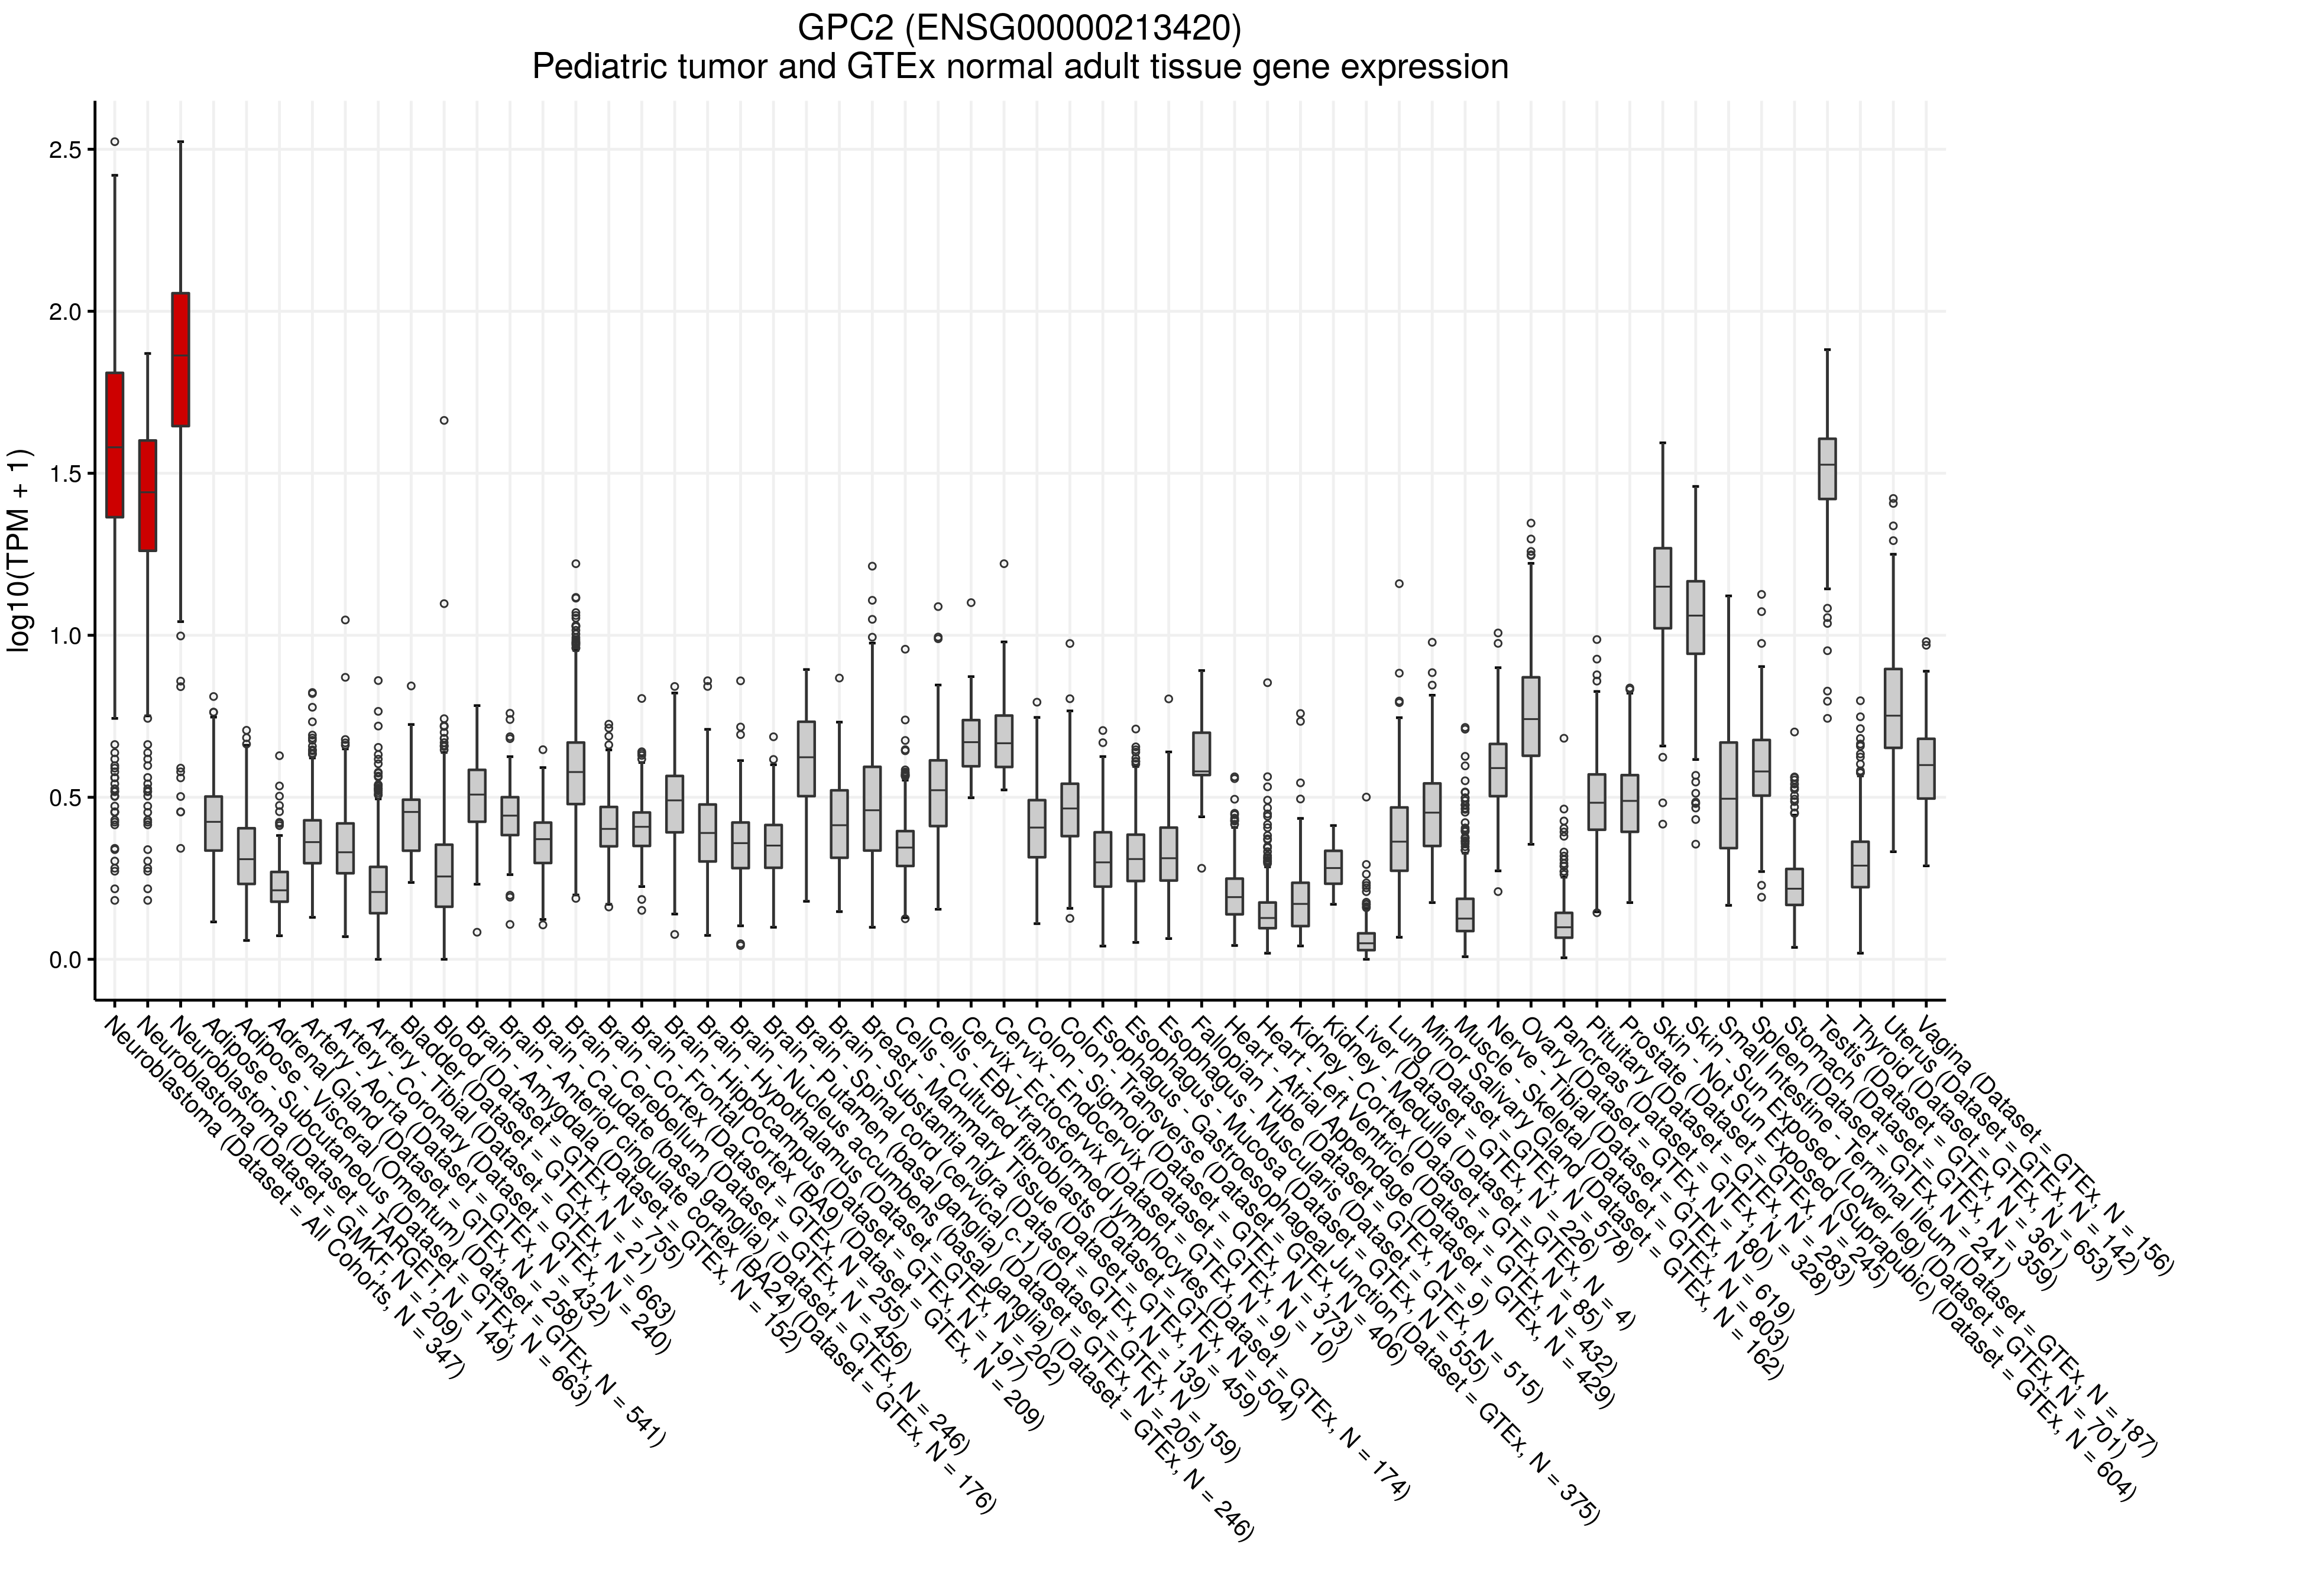 GPC2 (ENSG00000213420)
Pediatric tumor and GTEx normal adult tissue gene expression
log10(TPM + 1)
2.5
2.0
1.5
1.0
0.5
0.0
Neuroblastoma (Dataset = All Cohorts, N = 347)
Neuroblastoma (Dataset = GMKF, N = 209)
Neuroblastoma (Dataset = TARGET, N = 149)
Adipose - Subcutaneous (Dataset = GTEx, N = 663)
Adipose - Visceral (Omentum) (Dataset = GTEx, N = 541)
Adrenal Gland (Dataset = GTEx, N = 258)
Artery - Aorta (Dataset = GTEx, N = 432)
Artery - Coronary (Dataset = GTEx, N = 240)
Artery - Tibial (Dataset = GTEx, N = 663)
Bladder (Dataset = GTEx, N = 21)
Blood (Dataset = GTEx, N = 755)
Brain - Amygdala (Dataset = GTEx, N = 152)
Brain - Anterior cingulate cortex (BA24) (Dataset = GTEx, N = 176)
Brain - Caudate (basal ganglia) (Dataset = GTEx, N = 246)
Brain - Cerebellum (Dataset = GTEx, N = 456)
Brain - Cortex (Dataset = GTEx, N = 255)
Brain - Frontal Cortex (BA9) (Dataset = GTEx, N = 209)
Brain - Hippocampus (Dataset = GTEx, N = 197)
Brain - Hypothalamus (Dataset = GTEx, N = 202)
Brain - Nucleus accumbens (basal ganglia) (Dataset = GTEx, N = 246)
Brain - Putamen (basal ganglia) (Dataset = GTEx, N = 205)
Brain - Spinal cord (cervical c-1) (Dataset = GTEx, N = 159)
Brain - Substantia nigra (Dataset = GTEx, N = 139)
Breast - Mammary Tissue (Dataset = GTEx, N = 459)
Cells - Cultured fibroblasts (Dataset = GTEx, N = 504)
Cells - EBV-transformed lymphocytes (Dataset = GTEx, N = 174)
Cervix - Ectocervix (Dataset = GTEx, N = 9)
Cervix - Endocervix (Dataset = GTEx, N = 10)
Colon - Sigmoid (Dataset = GTEx, N = 373)
Colon - Transverse (Dataset = GTEx, N = 406)
Esophagus - Gastroesophageal Junction (Dataset = GTEx, N = 375)
Esophagus - Mucosa (Dataset = GTEx, N = 555)
Esophagus - Muscularis (Dataset = GTEx, N = 515)
Fallopian Tube (Dataset = GTEx, N = 9)
Heart - Atrial Appendage (Dataset = GTEx, N = 429)
Heart - Left Ventricle (Dataset = GTEx, N = 432)
Kidney - Cortex (Dataset = GTEx, N = 85)
Kidney - Medulla (Dataset = GTEx, N = 4)
Liver (Dataset = GTEx, N = 226)
Lung (Dataset = GTEx, N = 578)
Minor Salivary Gland (Dataset = GTEx, N = 162)
Muscle - Skeletal (Dataset = GTEx, N = 803)
Nerve - Tibial (Dataset = GTEx, N = 619)
Ovary (Dataset = GTEx, N = 180)
Pancreas (Dataset = GTEx, N = 328)
Pituitary (Dataset = GTEx, N = 283)
Prostate (Dataset = GTEx, N = 245)
Skin - Not Sun Exposed (Suprapubic) (Dataset = GTEx, N = 604)
Skin - Sun Exposed (Lower leg) (Dataset = GTEx, N = 701)
Small Intestine - Terminal Ileum (Dataset = GTEx, N = 187)
Spleen (Dataset = GTEx, N = 241)
Stomach (Dataset = GTEx, N = 359)
Testis (Dataset = GTEx, N = 361)
Thyroid (Dataset = GTEx, N = 653)
Uterus (Dataset = GTEx, N = 142)
Vagina (Dataset = GTEx, N = 156)